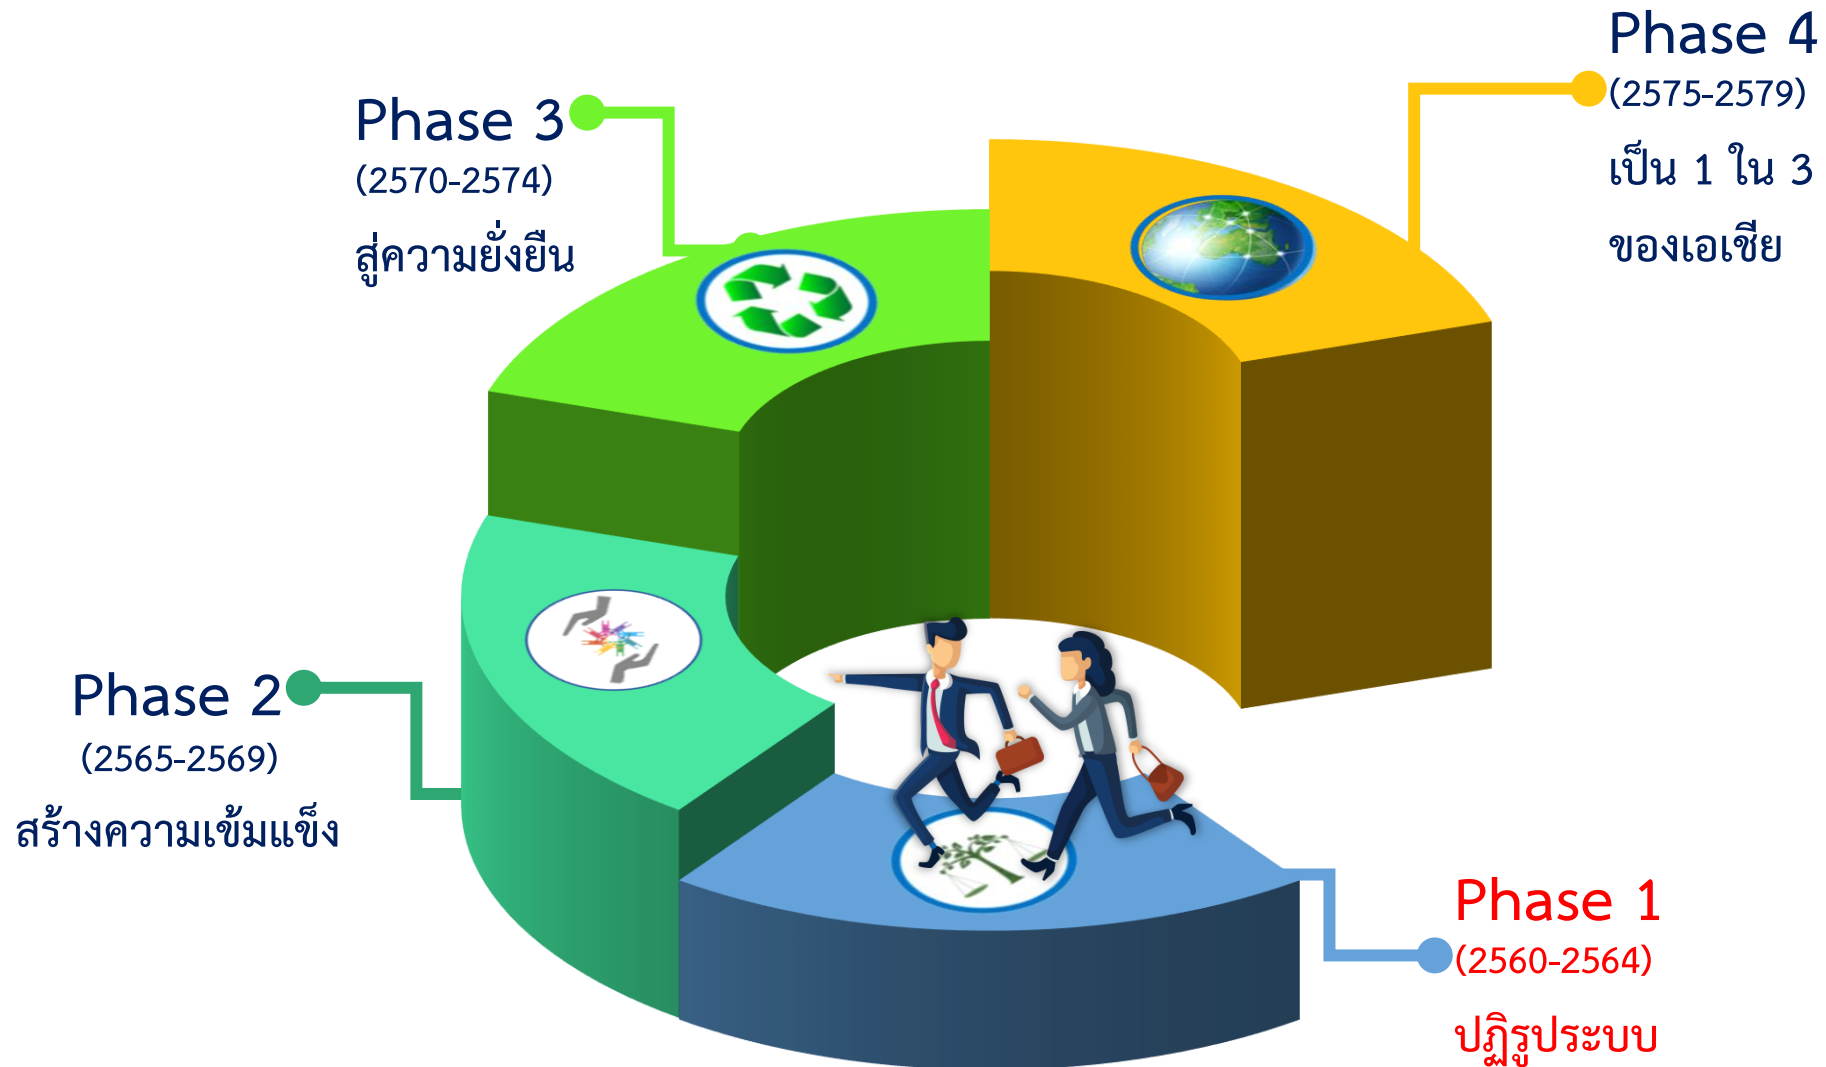 Phase 4
(2575-2579)
เป็น 1 ใน 3
ของเอเชีย
Phase 3
(2570-2574)
สู่ความยั่งยืน
Phase 2
(2565-2569)
สร้างความเข้มแข็ง
Phase 1
(2560-2564)
ปฏิรูประบบ